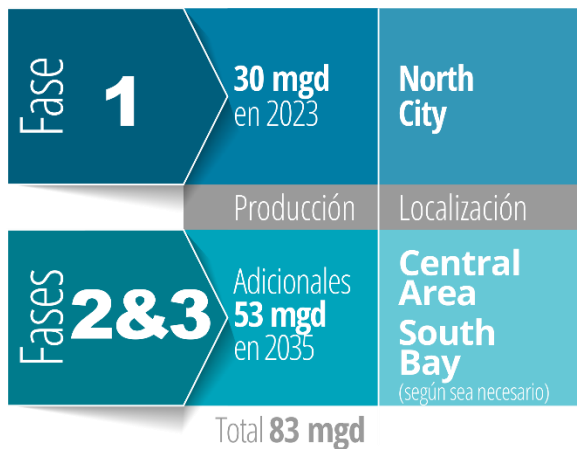 Fase 1
30 mgd
en 2023
North
City
Producción
Localización
Fases 2&3
Adicionales
53 mgd
en 2035
Central
Area
South
Bay
(según sea necesario)
Total 83 mgd